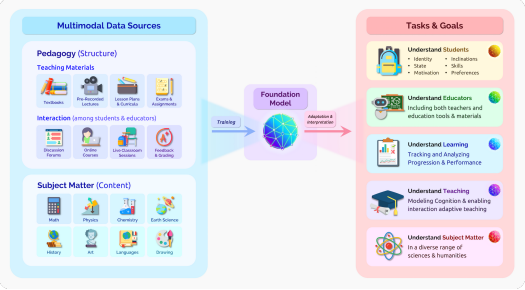 Multimodal Data Sources
Pedagogy (Structure)
Teaching Materials
Textbooks
Pre-Recorded
Lectures
Lesson Plans
& Curricula
Exams &
Assignments
Interaction (among students & educators)
Discussion
Forums
Online
Courses
Live Classroom
Sessions
Feedback
& Grading
Subject Matter (Content)
Math
Physics
Chemistry
Earth Science
History
Art
Languages
Drawing
Training
Foundation
Model
Adaptation &
Interpretation
Tasks & Goals
Understand Students
• Identity
• State
• Motivation
• Inclinations
• Skills
• Preferences
Understand Educators
Including both teachers and
education tools & materials
Understand Learning
Tracking and Analyzing
Progression & Performance
Understand Teaching
Modeling Cognition & enabling
interaction adaptive teaching
Understand Subject Matter
In a diverse range of
sciences & humanities